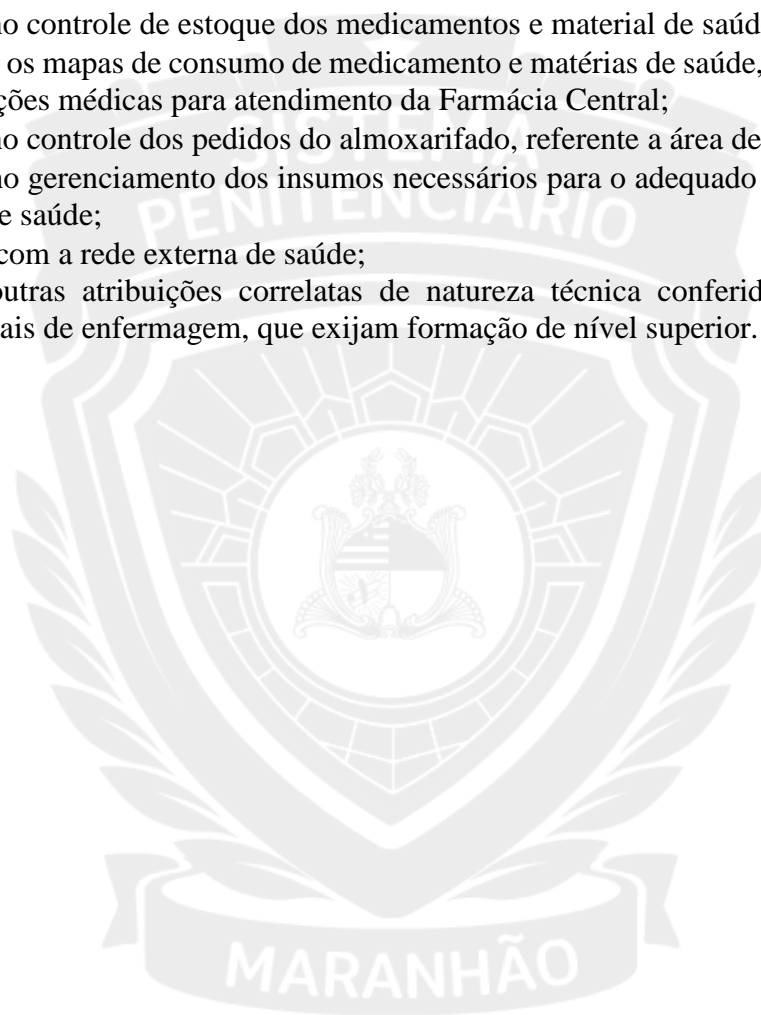 no controle de estoque dos medicamentos e material de saúd
os mapas de consumo de medicamento e matérias de saúde,
ções médicas para atendimento da Farmácia Central;
no controle dos pedidos do almoxarifado, referente a área de
no gerenciamento dos insumos necessários para o adequado
e saúde;
com a rede externa de saúde;
outras atribuições correlatas de natureza técnica conferid
ais de enfermagem, que exijam formação de nível superior.
SISTEMA
PENITENCIÁRIO
MARANHÃO